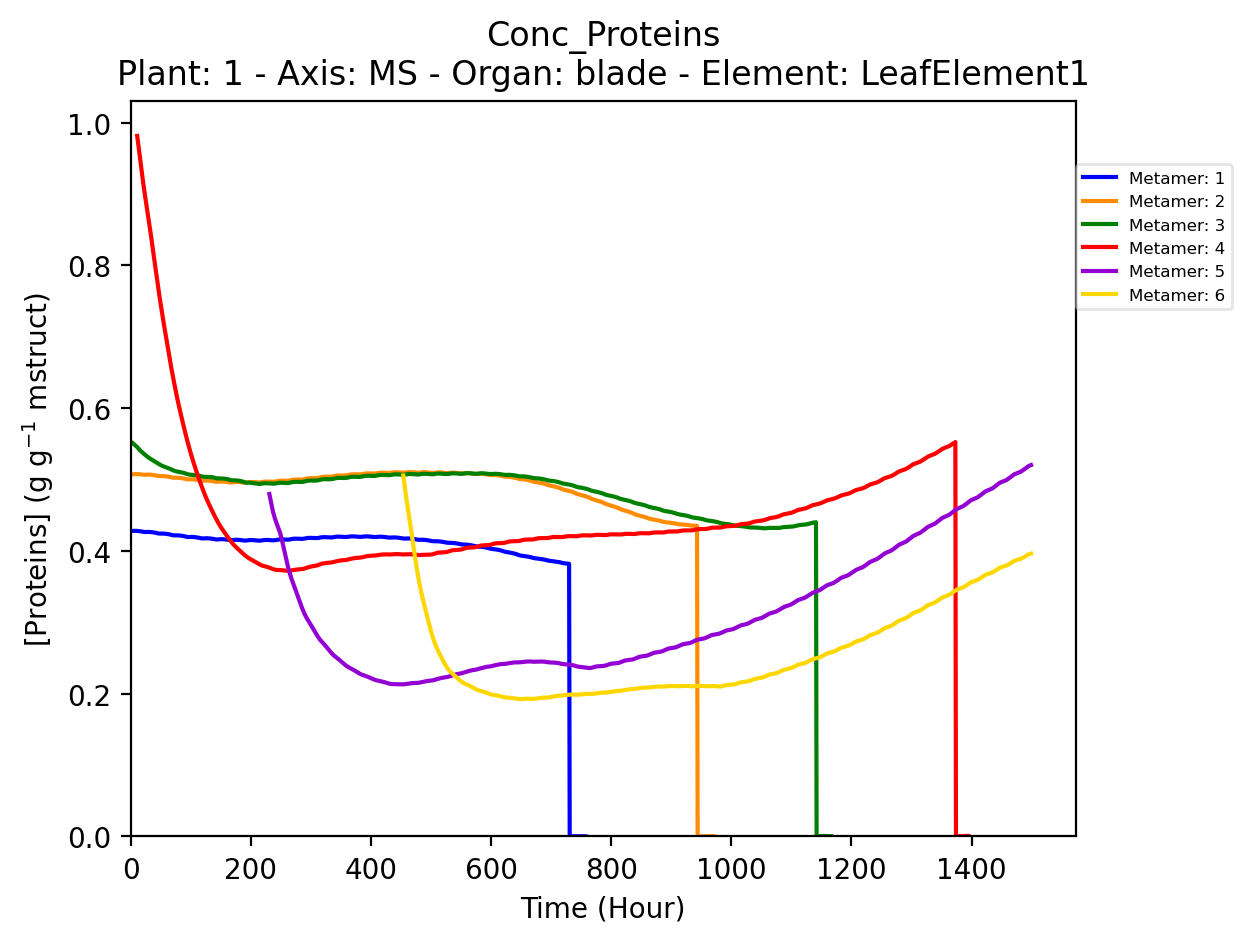 Conc_Proteins
Plant: 1 - Axis: MS - Organ: blade - Element: LeafElement1
[Proteins] (g g⁻¹ mstruct)
1.0
0.8
0.6
0.4
0.2
0.0
0 200 400 600 800 1000 1200 1400
Time (Hour)
Metamer: 1
Metamer: 2
Metamer: 3
Metamer: 4
Metamer: 5
Metamer: 6